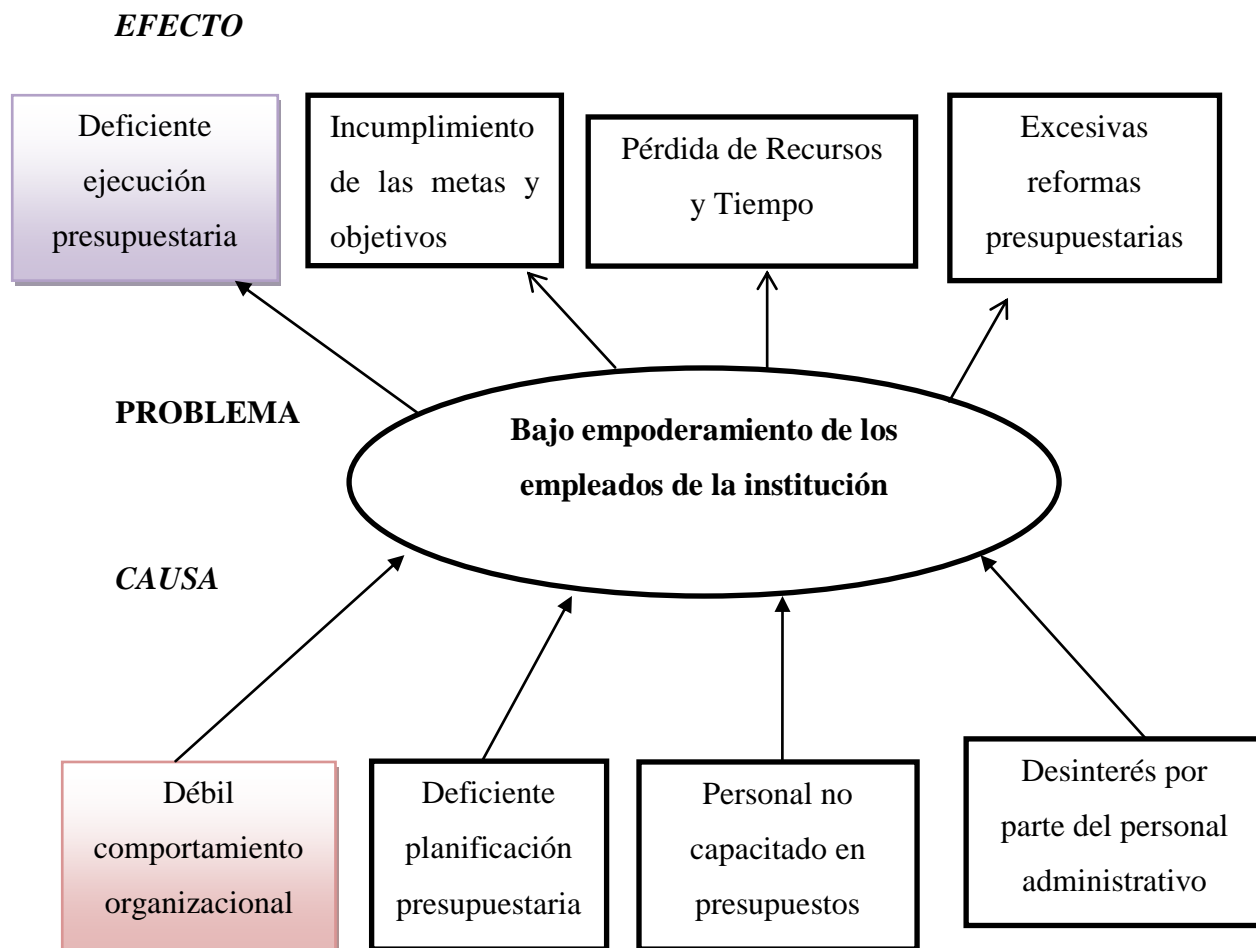 EFECTO
Deficiente
ejecución
presupuestaria
Incumplimiento
de las metas y
objetivos
Pérdida de Recursos
y Tiempo
Excesivas
reformas
presupuestarias
PROBLEMA
Bajo empoderamiento de los
empleados de la institución
CAUSA
Débil
comportamiento
organizacional
Deficiente
planificación
presupuestaria
Personal no
capacitado en
presupuestos
Desinterés por
parte del personal
administrativo